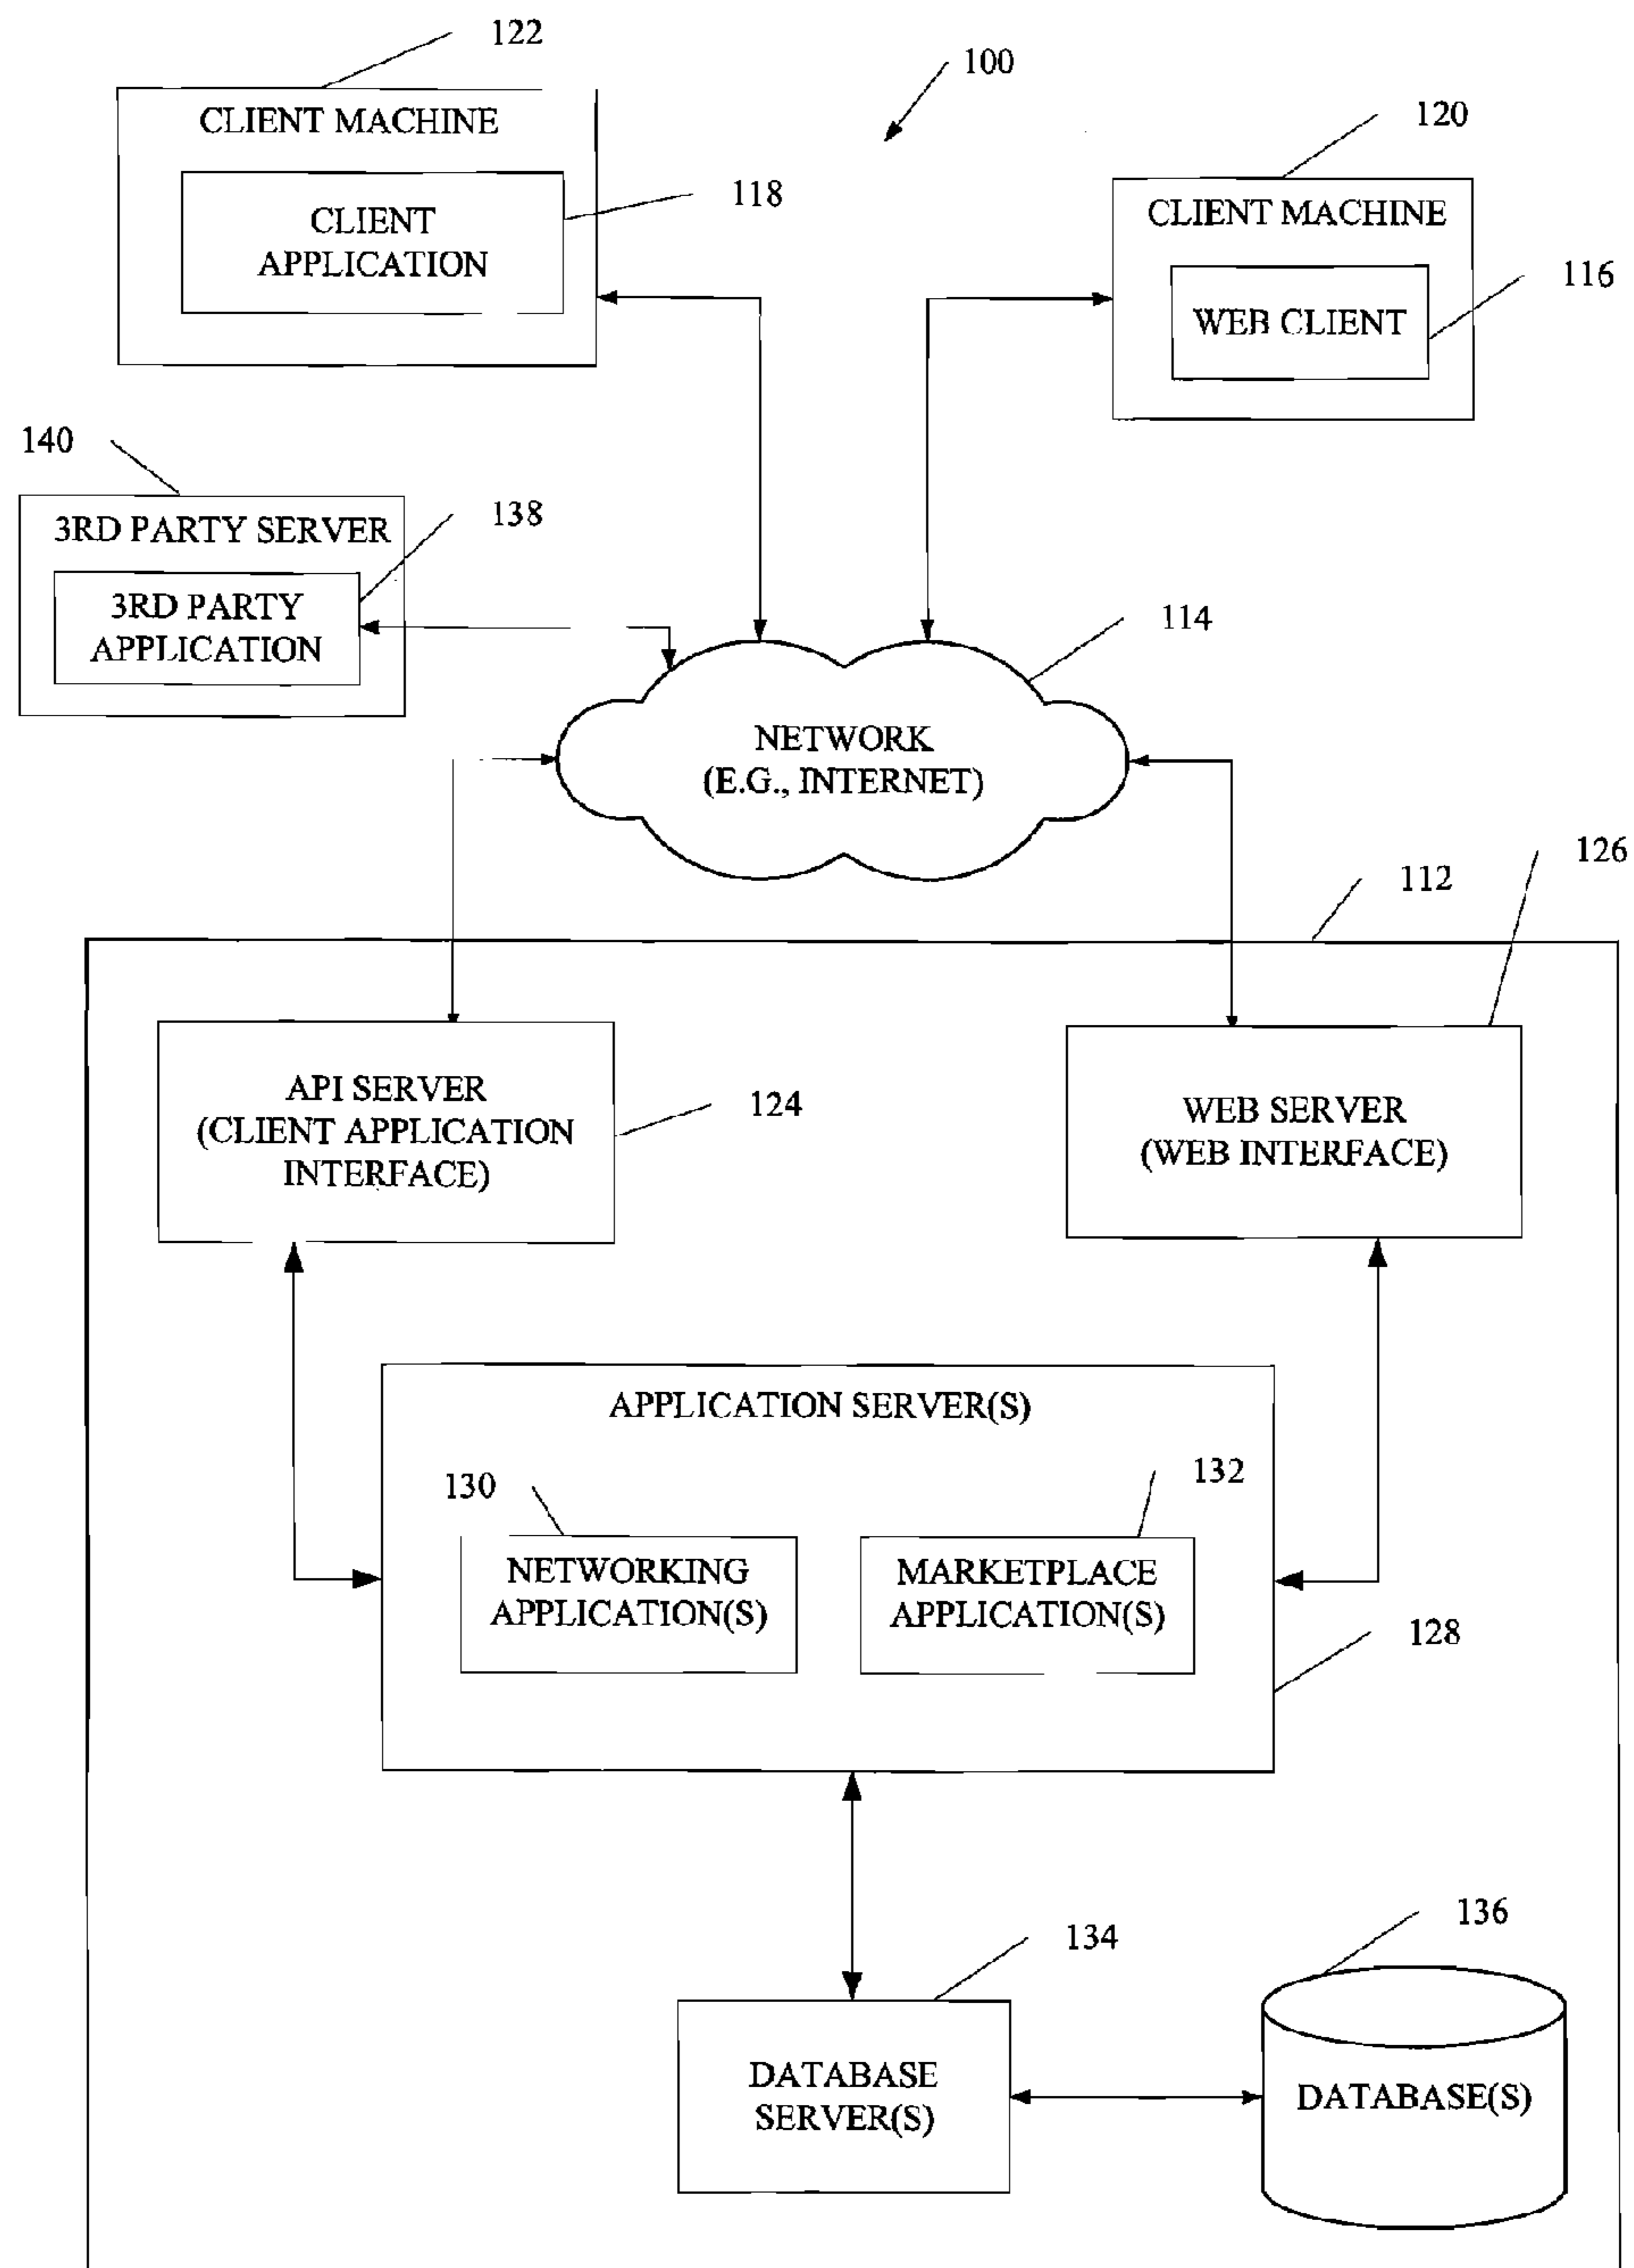 122
100
CLIENT MACHINE
120
118
CLIENT
APPLICATION
CLIENT MACHINE
116
WEB CLIENT
140
138
3RD PARTY SERVER
3RD PARTY
APPLICATION
114
NETWORK
(E.G., INTERNET)
126
112
API SERVER
(CLIENT APPLICATION
INTERFACE)
124
WEB SERVER
(WEB INTERFACE)
APPLICATION SERVER(S)
130
132
NETWORKING
APPLICATION(S)
MARKETPLACE
APPLICATION(S)
128
134
136
DATABASE
SERVER(S)
DATABASE(S)